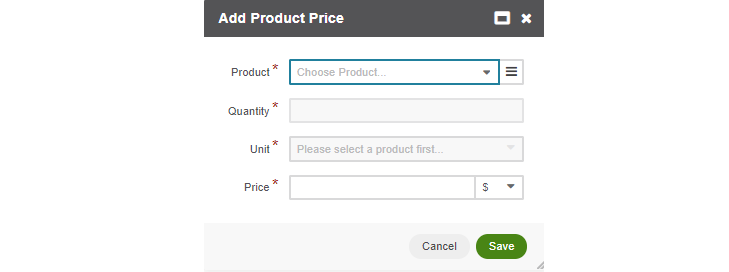 Add Product Price
Product * Choose Product...
Quantity *
Unit * Please select a product first...
Price * $
Cancel Save